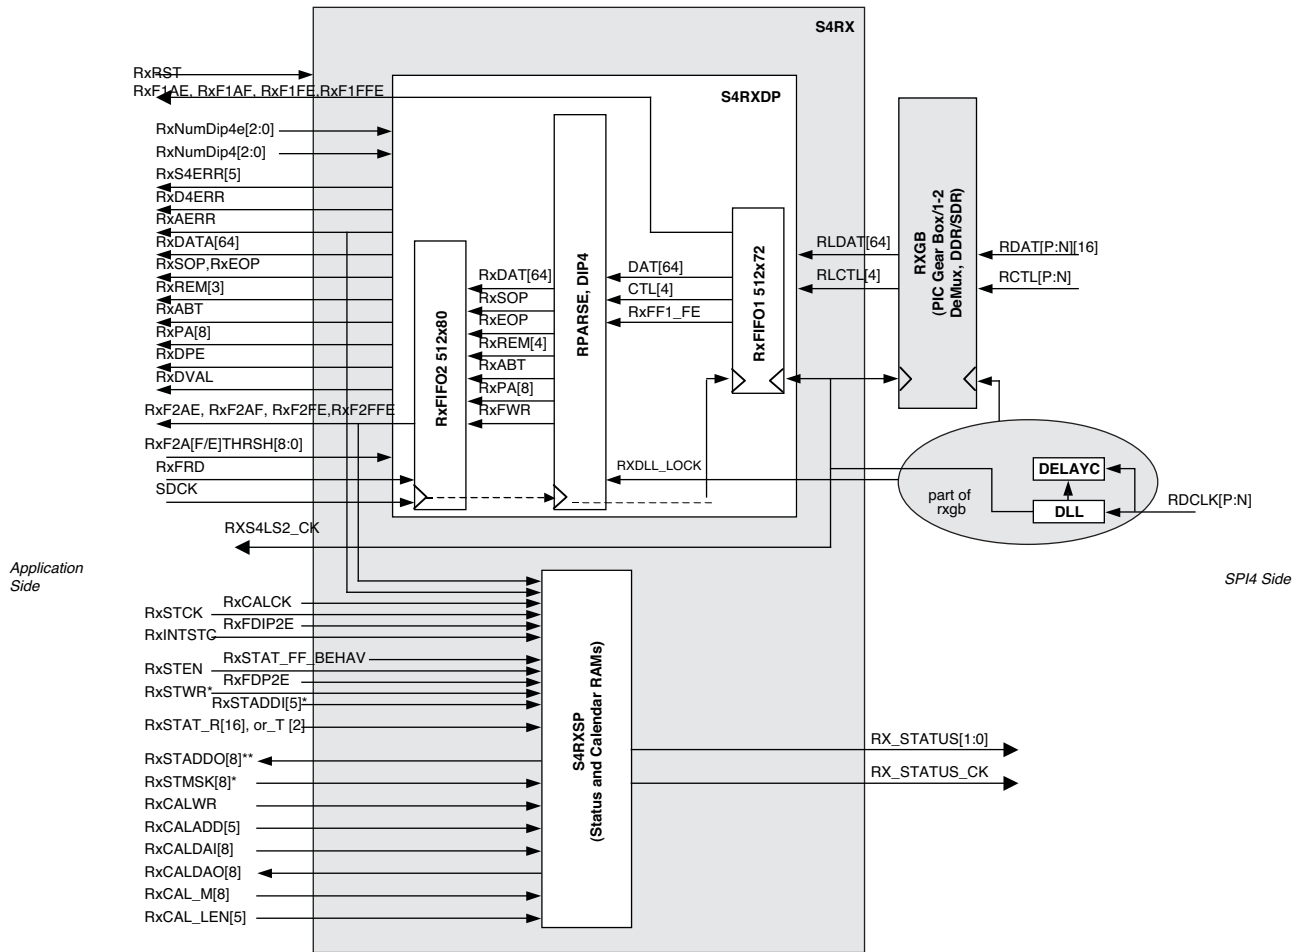 S4RX
RxRST
RxF1AE, RxF1AF, RxF1FE,RxF1FFE
S4RXDP
RxNumDip4e[2:0]
RxNumDip4[2:0]
RxS4ERR[5]
RxD4ERR
RxAERR
RxDATA[64]
RxSOP,RxEOP
RxREM[3]
RxABT
RxPA[8]
RxDPE
RxDVAL
RxF2AE, RxF2AF, RxF2FE,RxF2FFE
RxF2A[F/E]THRSH[8:0]
RxFRD
SDCK
RXS4LS2_CK
RxFIFO2 512x80
RxDAT[64]
RxSOP
RxEOP
RxREM[4]
RxABT
RxPA[8]
RxFWR
RPARSE, DIP4
DAT[64]
CTL[4]
RxFF1_FE
RXDLL_LOCK
RxFIFO1 512x72
RLDAT[64]
RLCTL[4]
RXGB
(PIC Gear Box/1-2
DeMux, DDR/SDR)
RDAT[P:N][16]
RCTL[P:N]
DELAYC
DLL
part of
rxgb
RDCLK[P:N]
Application
Side
SPI4 Side
RxCALCK
RxSTCK
RxFDIP2E
RxINTSTC
RxSTAT_FF_BEHAV
RxSTEN
RxFDP2E
RxSTWR*
RxSTADDI[5]*
RxSTAT_R[16], or_T [2]
RxSTADDO[8]**
RxSTMSK[8]*
RxCALWR
RxCALADD[5]
RxCALDAI[8]
RxCALDAO[8]
RxCAL_M[8]
RxCAL_LEN[5]
S4RXSP
(Status and Calendar RAMs)
RX_STATUS[1:0]
RX_STATUS_CK